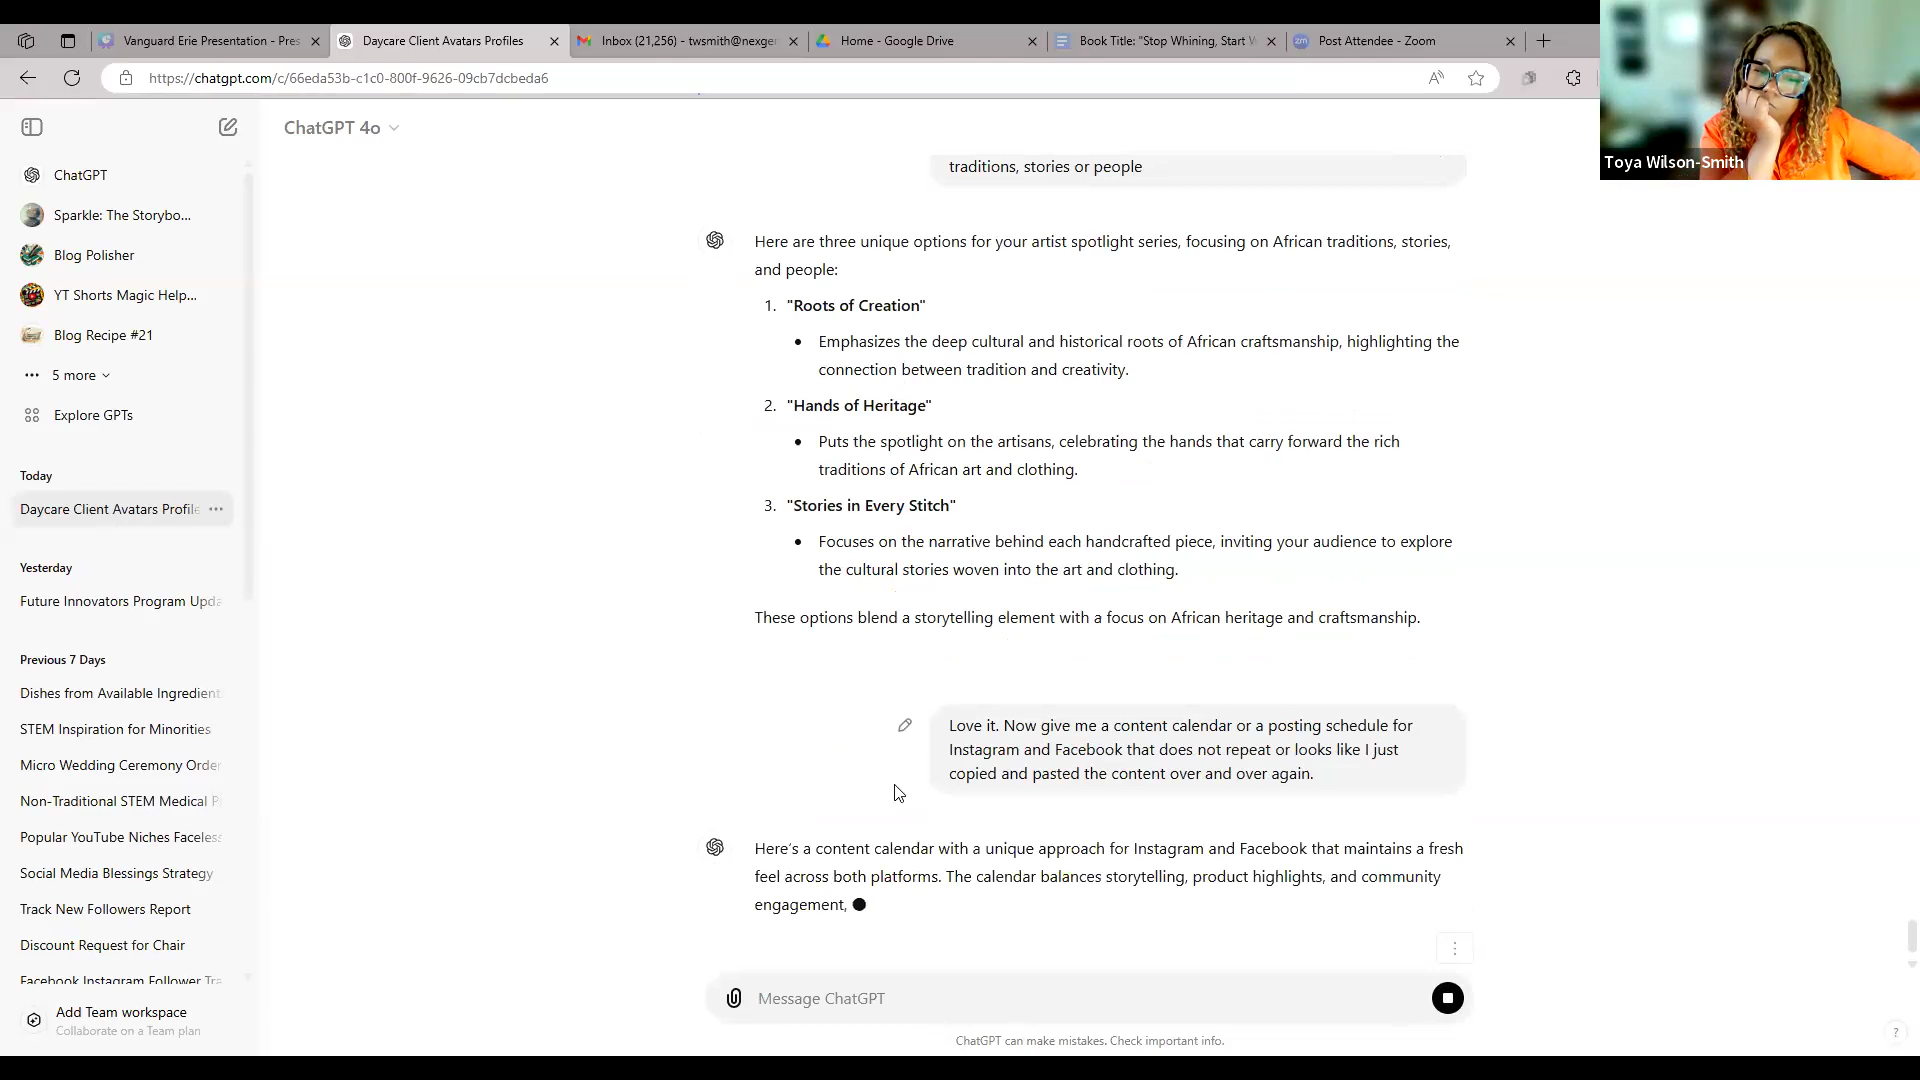 Vanguard Erie Presentation - Pres
Daycare Client Avatars Profiles
Inbox (21,256) - twsmith@nexger
Home - Google Drive
Book Title: "Stop Whining, Start W
Post Attendee - Zoom
https://chatgpt.com/c/66eda53b-c1c0-800f-9626-09cb7dcbeda6
Toya Wilson-Smith
ChatGPT 4o
ChatGPT
Sparkle: The Storybo...
Blog Polisher
YT Shorts Magic Help...
Blog Recipe #21
5 more
Explore GPTs
Today
Daycare Client Avatars Profile
Yesterday
Future Innovators Program Upda
Previous 7 Days
Dishes from Available Ingredient
STEM Inspiration for Minorities
Micro Wedding Ceremony Order
Non-Traditional STEM Medical P
Popular YouTube Niches Faceless
Social Media Blessings Strategy
Track New Followers Report
Discount Request for Chair
Facebook Instagram Follower Tra
Add Team workspace
Collaborate on a Team plan
traditions, stories or people
Here are three unique options for your artist spotlight series, focusing on African traditions, stories,
and people:
1. "Roots of Creation"
• Emphasizes the deep cultural and historical roots of African craftsmanship, highlighting the
connection between tradition and creativity.
2. "Hands of Heritage"
• Puts the spotlight on the artisans, celebrating the hands that carry forward the rich
traditions of African art and clothing.
3. "Stories in Every Stitch"
• Focuses on the narrative behind each handcrafted piece, inviting your audience to explore
the cultural stories woven into the art and clothing.
These options blend a storytelling element with a focus on African heritage and craftsmanship.
Love it. Now give me a content calendar or a posting schedule for
Instagram and Facebook that does not repeat or looks like I just
copied and pasted the content over and over again.
Here's a content calendar with a unique approach for Instagram and Facebook that maintains a fresh
feel across both platforms. The calendar balances storytelling, product highlights, and community
engagement,
Message ChatGPT
ChatGPT can make mistakes. Check important info.
?